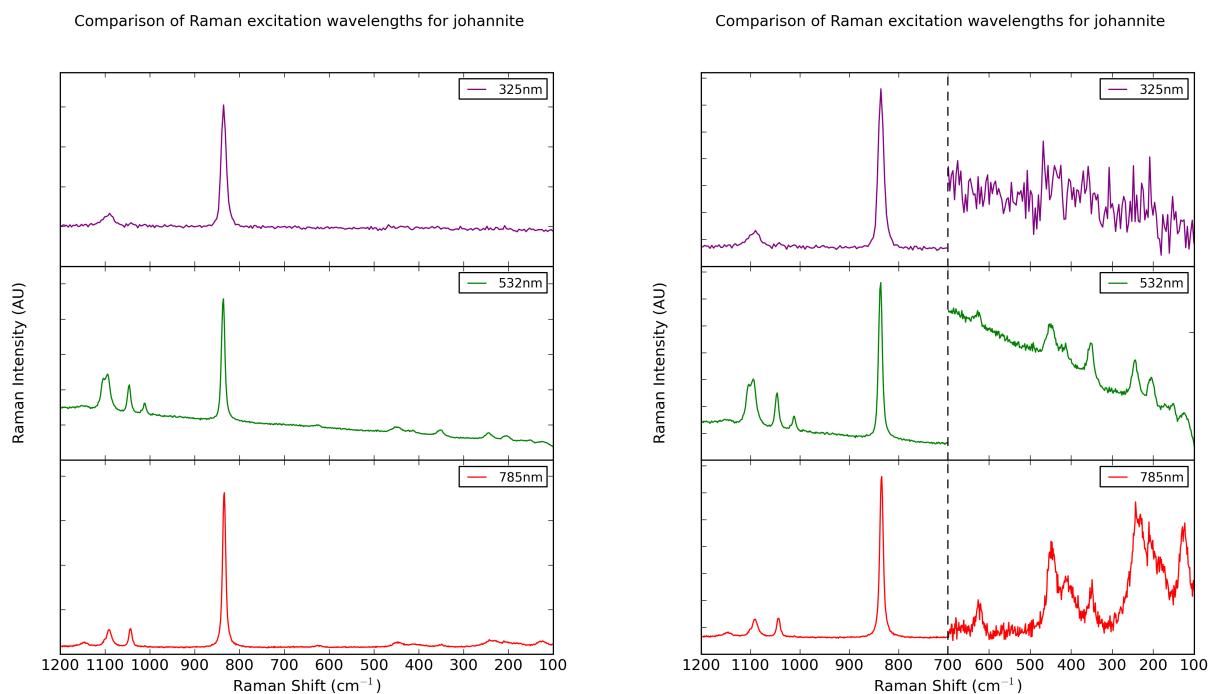 Comparison of Raman excitation wavelengths for johannite
325nm
532nm
785nm
Raman Intensity (AU)
1200 1100 1000 900 800 700 600 500 400 300 200 100
Raman Shift (cm⁻¹)
Comparison of Raman excitation wavelengths for johannite
325nm
532nm
785nm
Raman Intensity (AU)
1200 1100 1000 900 800 700 600 500 400 300 200 100
Raman Shift (cm⁻¹)